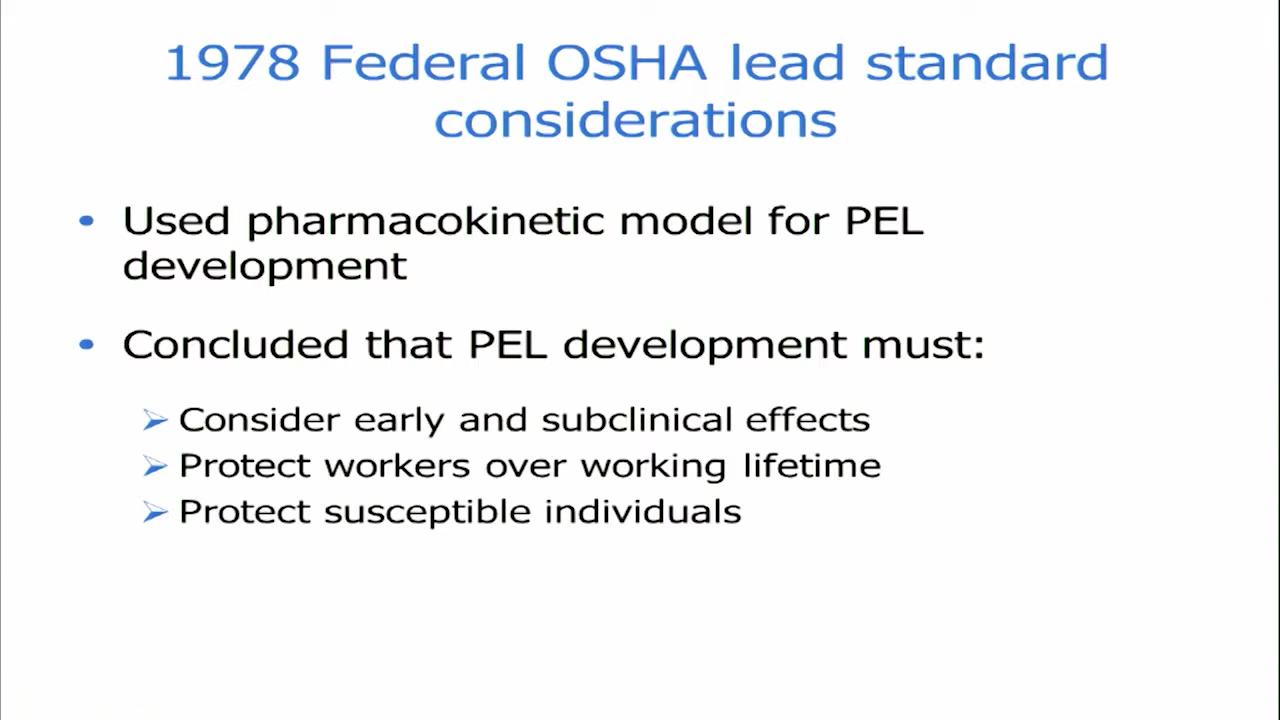 1978 Federal OSHA lead standard
considerations
• Used pharmacokinetic model for PEL
development
• Concluded that PEL development must:
➢ Consider early and subclinical effects
➢ Protect workers over working lifetime
➢ Protect susceptible individuals